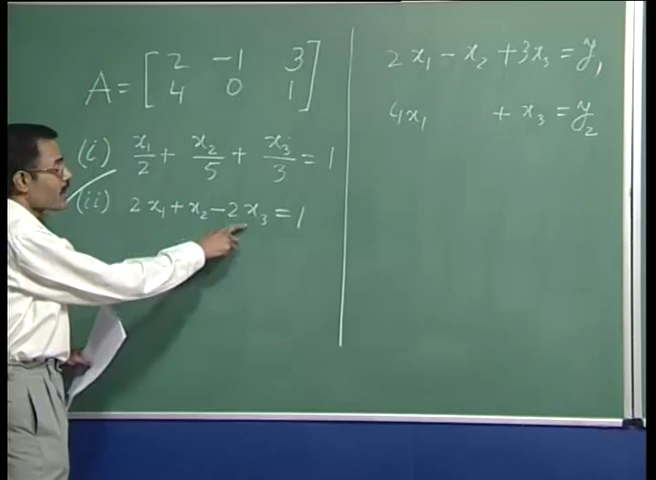 A = [ 2 -1 3
4 0 1 ]
(i) x₁/2 + x₂/5 + x₃/3 = 1
(ii) 2x₁ + x₂ - 2x₃ = 1
2x₁ - x₂ + 3x₃ = y₁
4x₁ + x₃ = y₂